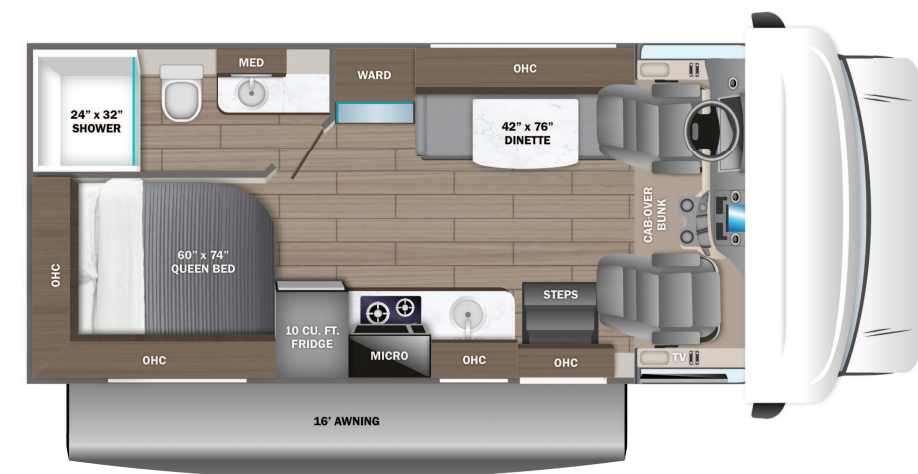 MED
WARD
OHC
24” x 32”
SHOWER
42” x 76”
DINETTE
CAB-OVER
BUNK
OHC
60” x 74”
QUEEN BED
STEPS
10 CU. FT.
FRIDGE
MICRO
OHC
OHC
OHC
TV
16’ AWNING